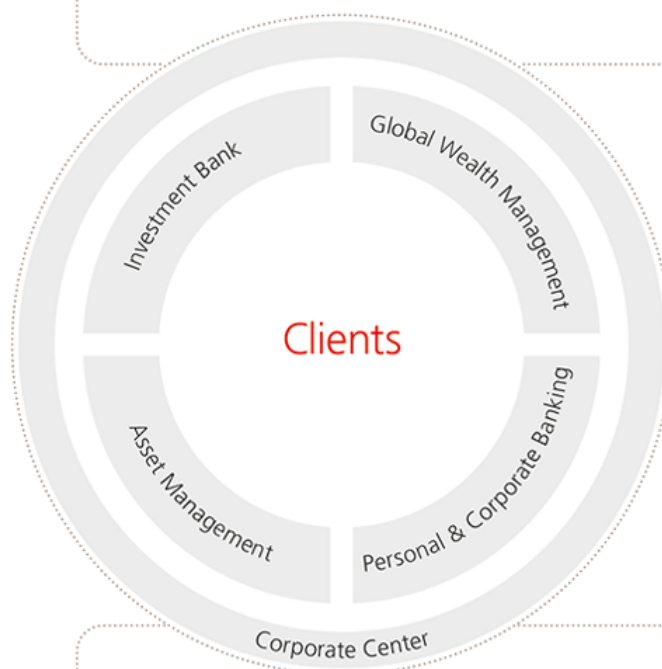 Investment Bank
Global Wealth Management
Clients
Asset Management
Personal & Corporate Banking
Corporate Center